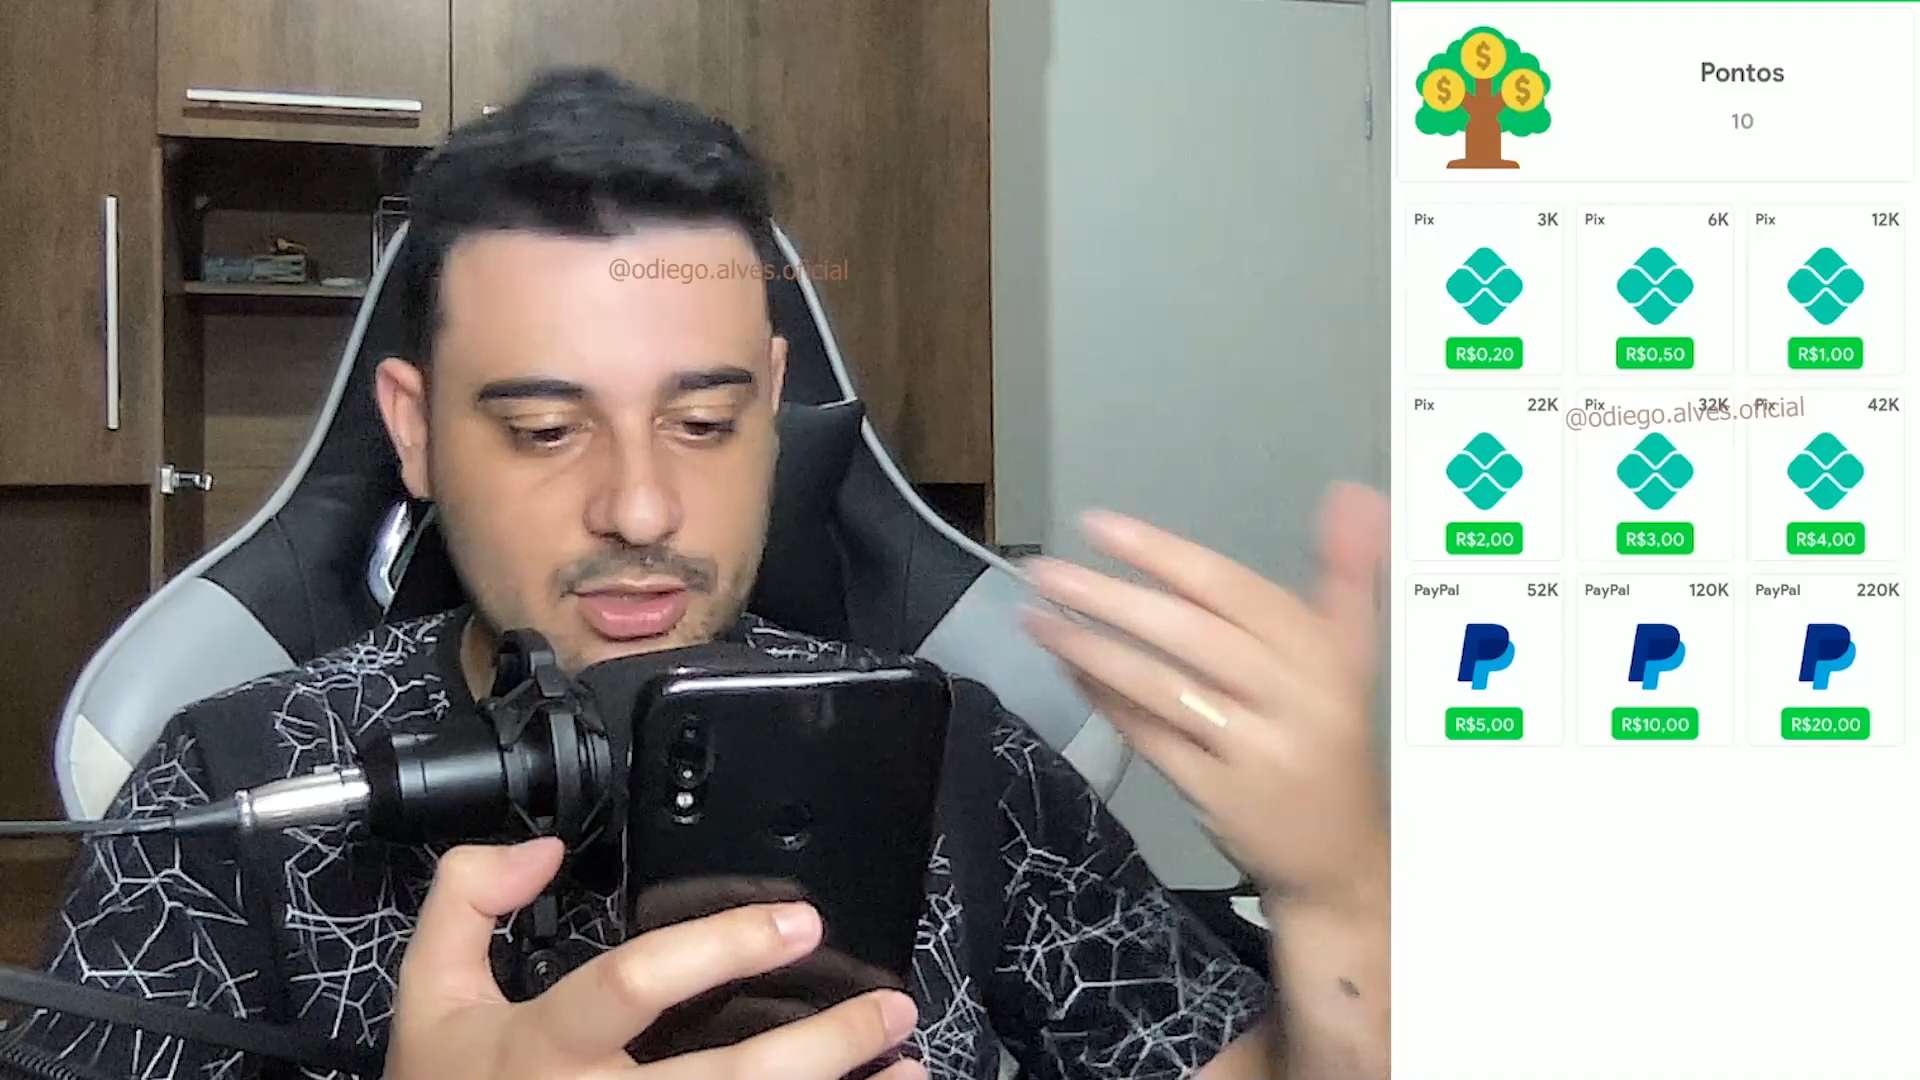 @odiego.alves.oficial
Pontos
10
Pix 3K
R$0,20
Pix 6K
R$0,50
Pix 12K
R$1,00
Pix 22K
R$2,00
Pix 32K
R$3,00
Pix 42K
R$4,00
@odiego.alves.oficial
PayPal 52K
R$5,00
PayPal 120K
R$10,00
PayPal 220K
R$20,00